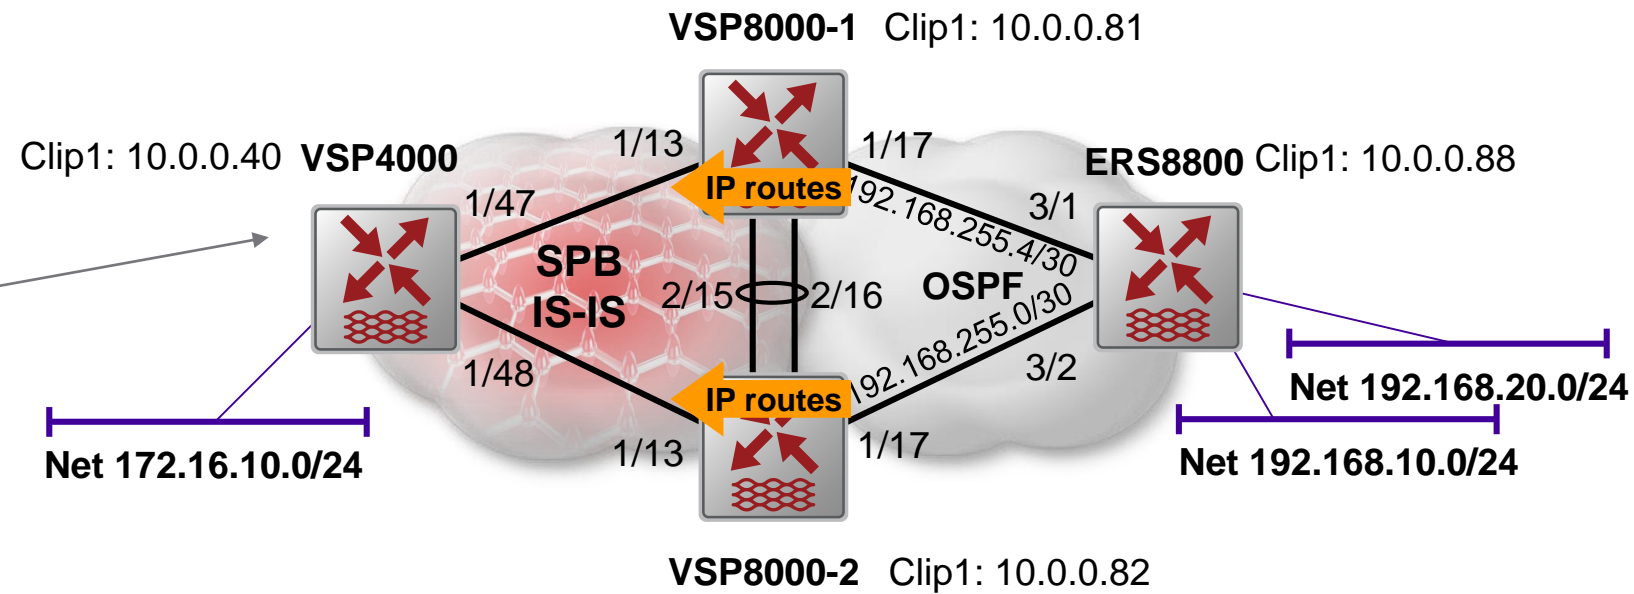 VSP8000-1 Clip1: 10.0.0.81
1/13
1/17
Clip1: 10.0.0.40 VSP4000
ERS8800 Clip1: 10.0.0.88
IP routes
1/47
192.168.255.4/30
3/1
SPB
IS-IS
2/15
2/16
OSPF
192.168.255.0/30
1/48
3/2
IP routes
Net 192.168.20.0/24
1/13
1/17
Net 172.16.10.0/24
Net 192.168.10.0/24
VSP8000-2 Clip1: 10.0.0.82